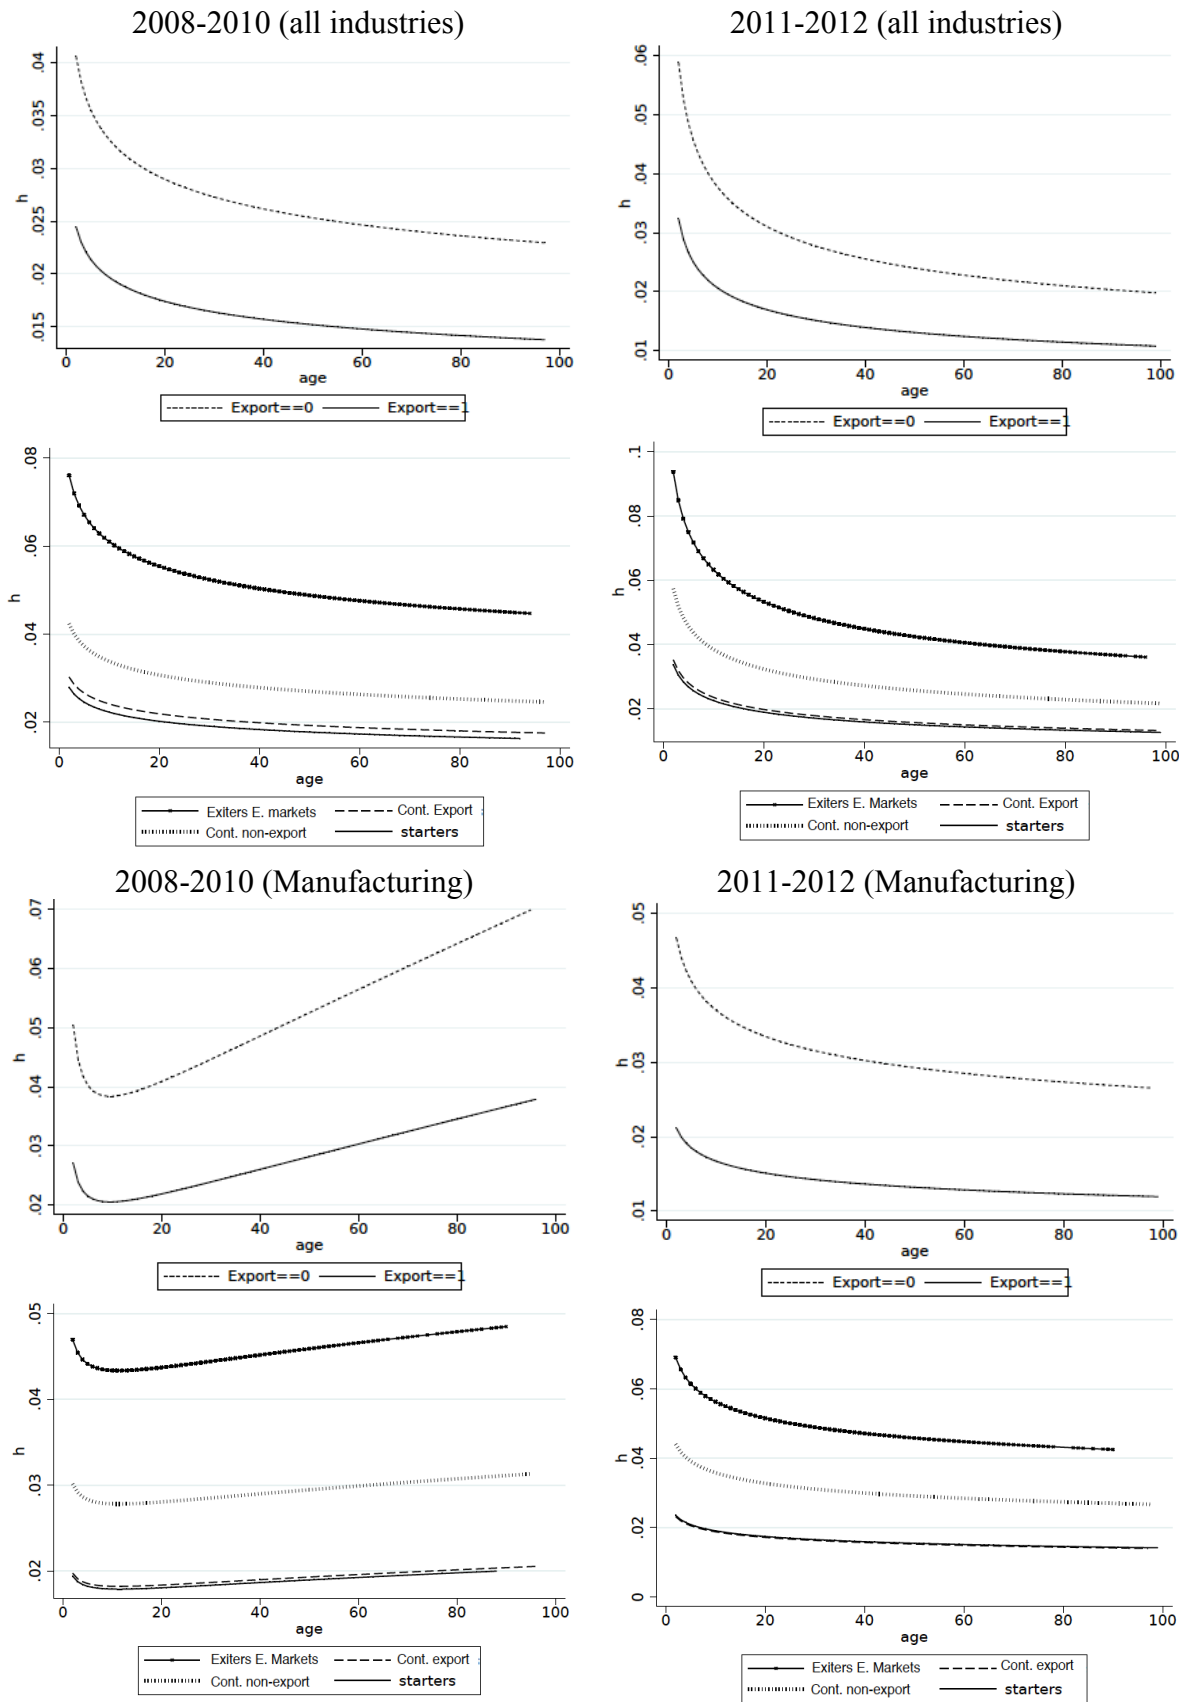 2008-2010 (all industries)
.04
.035
.03
.025
.02
.015
h
0 20 40 60 80 100
age
Export==0 Export==1
2011-2012 (all industries)
.06
.05
.04
.03
.02
.01
h
0 20 40 60 80 100
age
Export==0 Export==1
.08
.06
.04
.02
h
0 20 40 60 80 100
age
Exiters E. markets Cont. Export
Cont. non-export starters
.1
.08
.06
.04
.02
h
0 20 40 60 80 100
age
Exiters E. Markets Cont. Export
Cont. non-export starters
2008-2010 (Manufacturing)
.07
.06
.05
.04
.03
.02
h
0 20 40 60 80 100
age
Export==0 Export==1
2011-2012 (Manufacturing)
.05
.04
.03
.02
.01
h
0 20 40 60 80 100
age
Export==0 Export==1
.05
.04
.03
.02
h
0 20 40 60 80 100
age
Exiters E. Markets Cont. export
Cont. non-export starters
.08
.06
.04
.02
0
h
0 20 40 60 80 100
age
Exiters E. Markets Cont. export
Cont. non-export starters